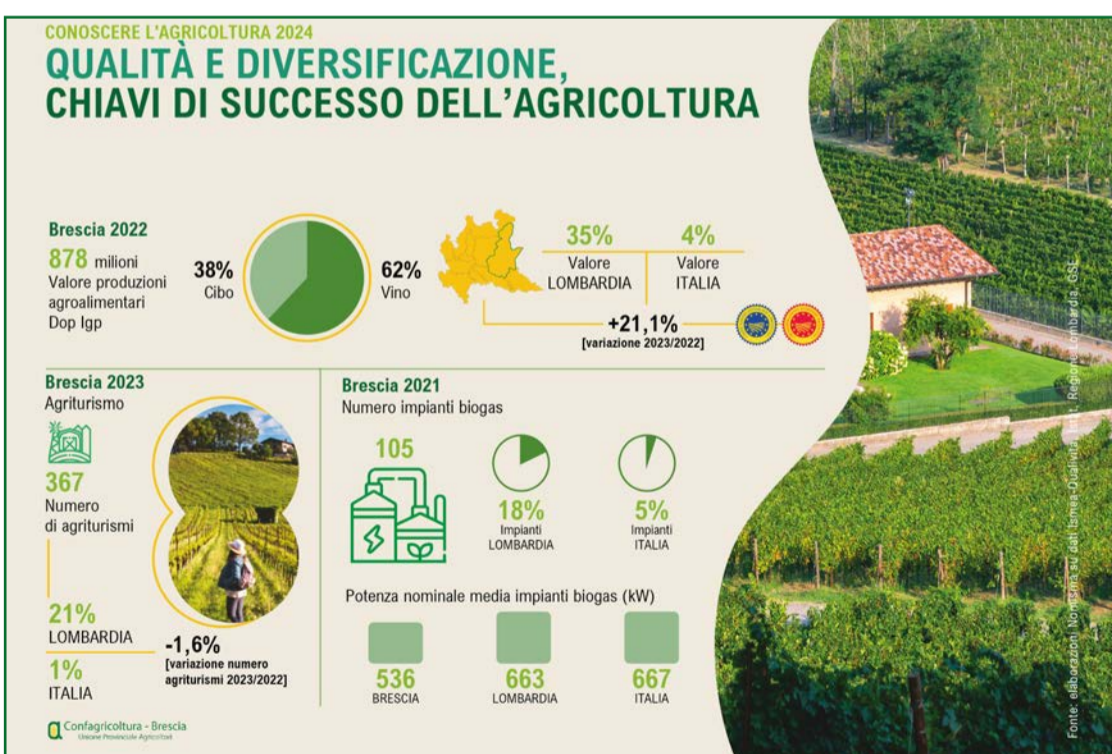 CONOSCERE L'AGRICOLTURA 2024
QUALITÀ E DIVERSIFICAZIONE,
CHIAVI DI SUCCESSO DELL'AGRICOLTURA
Brescia 2022
878 milioni
Valore produzioni
agroalimentari
Dop Igp
38%
Cibo
62%
Vino
35%
Valore
LOMBARDIA
4%
Valore
ITALIA
+21,1%
[variazione 2023/2022]
Brescia 2023
Agriturismo
367
Numero
di agriturismi
21%
LOMBARDIA
1%
ITALIA
-1,6%
[variazione numero
agriturismi 2023/2022]
Brescia 2021
Numero impianti biogas
105
18%
Impianti
LOMBARDIA
5%
Impianti
ITALIA
Potenza nominale media impianti biogas (kW)
536
BRESCIA
663
LOMBARDIA
667
ITALIA
Confagricoltura - Brescia
Unione Provinciale Agricoltori
Fonte: elaborazioni Nomisma su dati Ismea-Qualivita, Istat, Regione Lombardia, GSE.